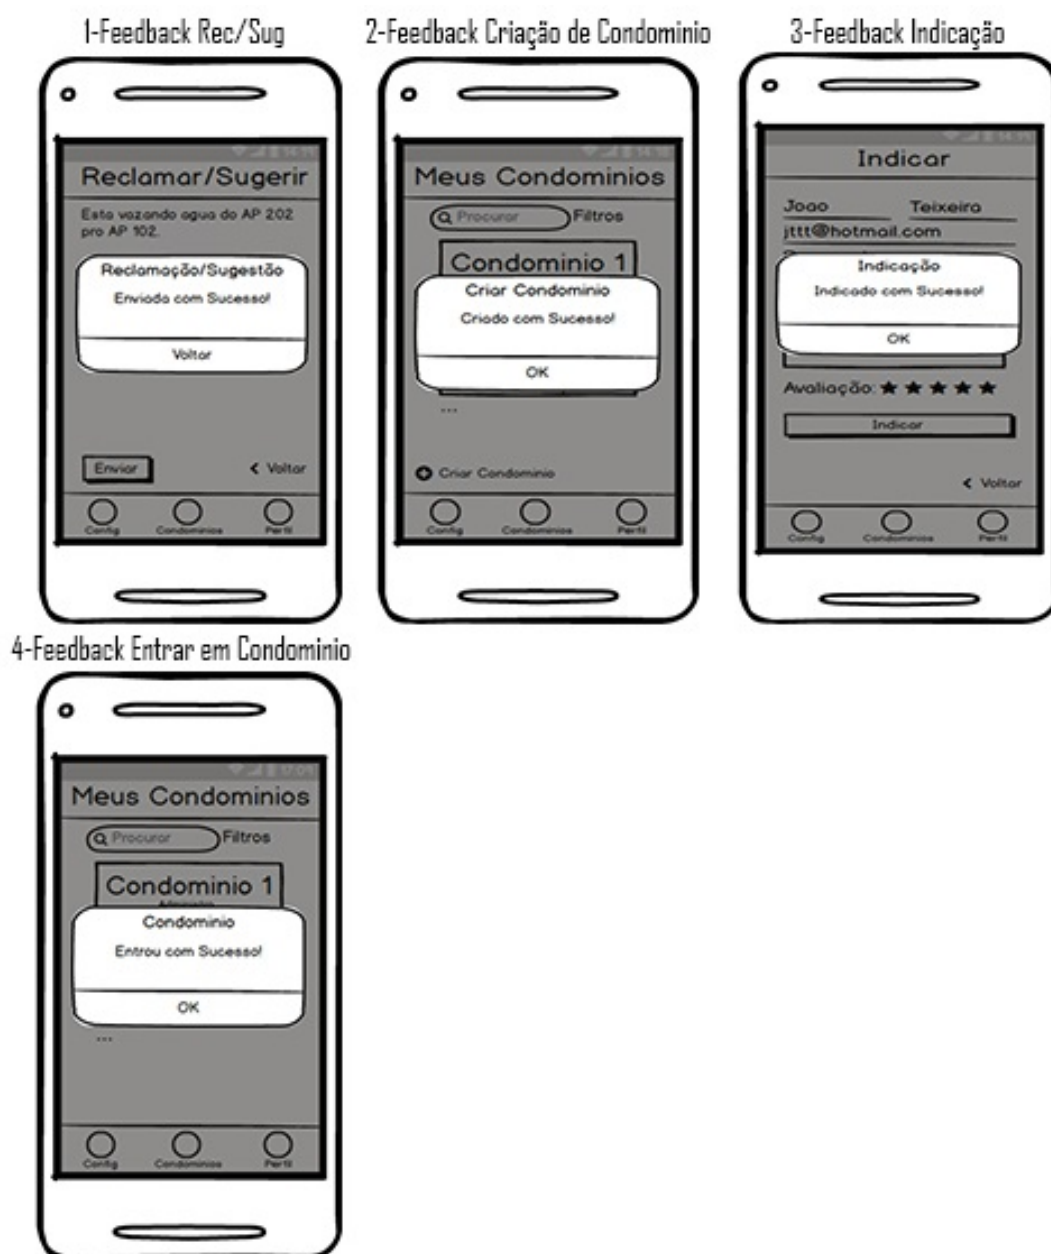 1-Feedback Rec/Sug
Reclamar/Sugerir
Esta vazando agua do AP 202
pro AP 102.
Reclamação/Sugestão
Enviada com Sucesso!
Voltar
Enviar
Voltar
Config
Condominios
Perfil
2-Feedback Criação de Condominio
Meus Condominios
Procurar
Filtros
Condominio 1
Criar Condominio
Criado com Sucesso!
OK
...
Criar Condominio
Config
Condominios
Perfil
3-Feedback Indicação
Indicar
Joao
Teixeira
jttt@hotmail.com
Indicação
Indicado com Sucesso!
OK
Avaliação:
Indicar
Voltar
Config
Condominios
Perfil
4-Feedback Entrar em Condominio
Meus Condominios
Procurar
Filtros
Condominio 1
Condominio
Entrou com Sucesso!
OK
...
Config
Condominios
Perfil